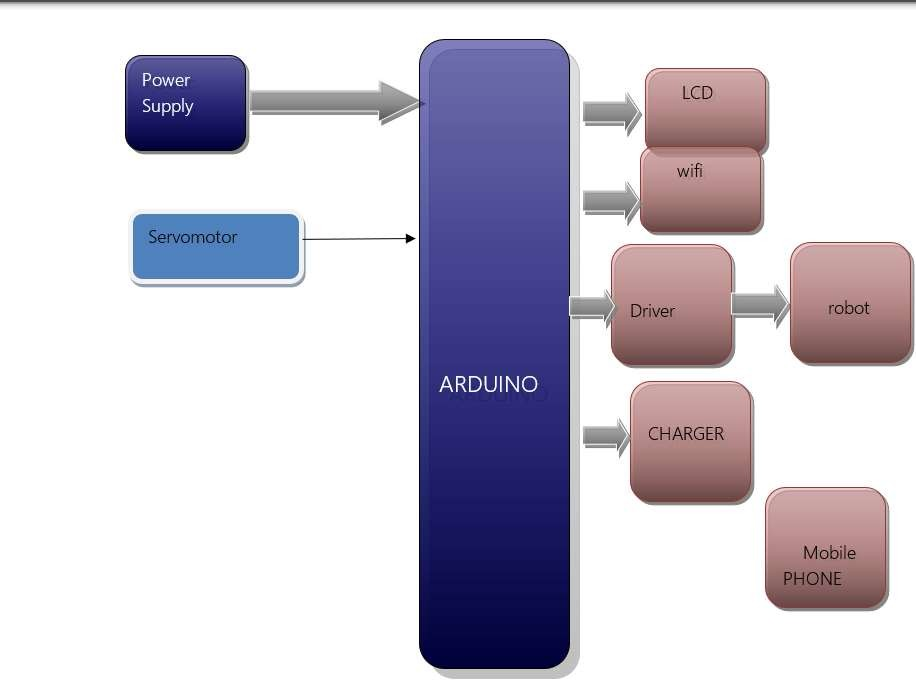 Power
Supply
LCD
wifi
Servomotor
Driver
robot
ARDUINO
CHARGER
Mobile
PHONE